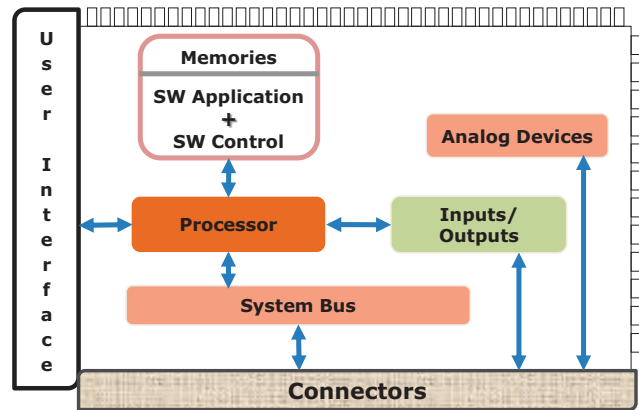 User Interface
Memories
SW Application
+
SW Control
Analog Devices
Processor
Inputs/
Outputs
System Bus
Connectors